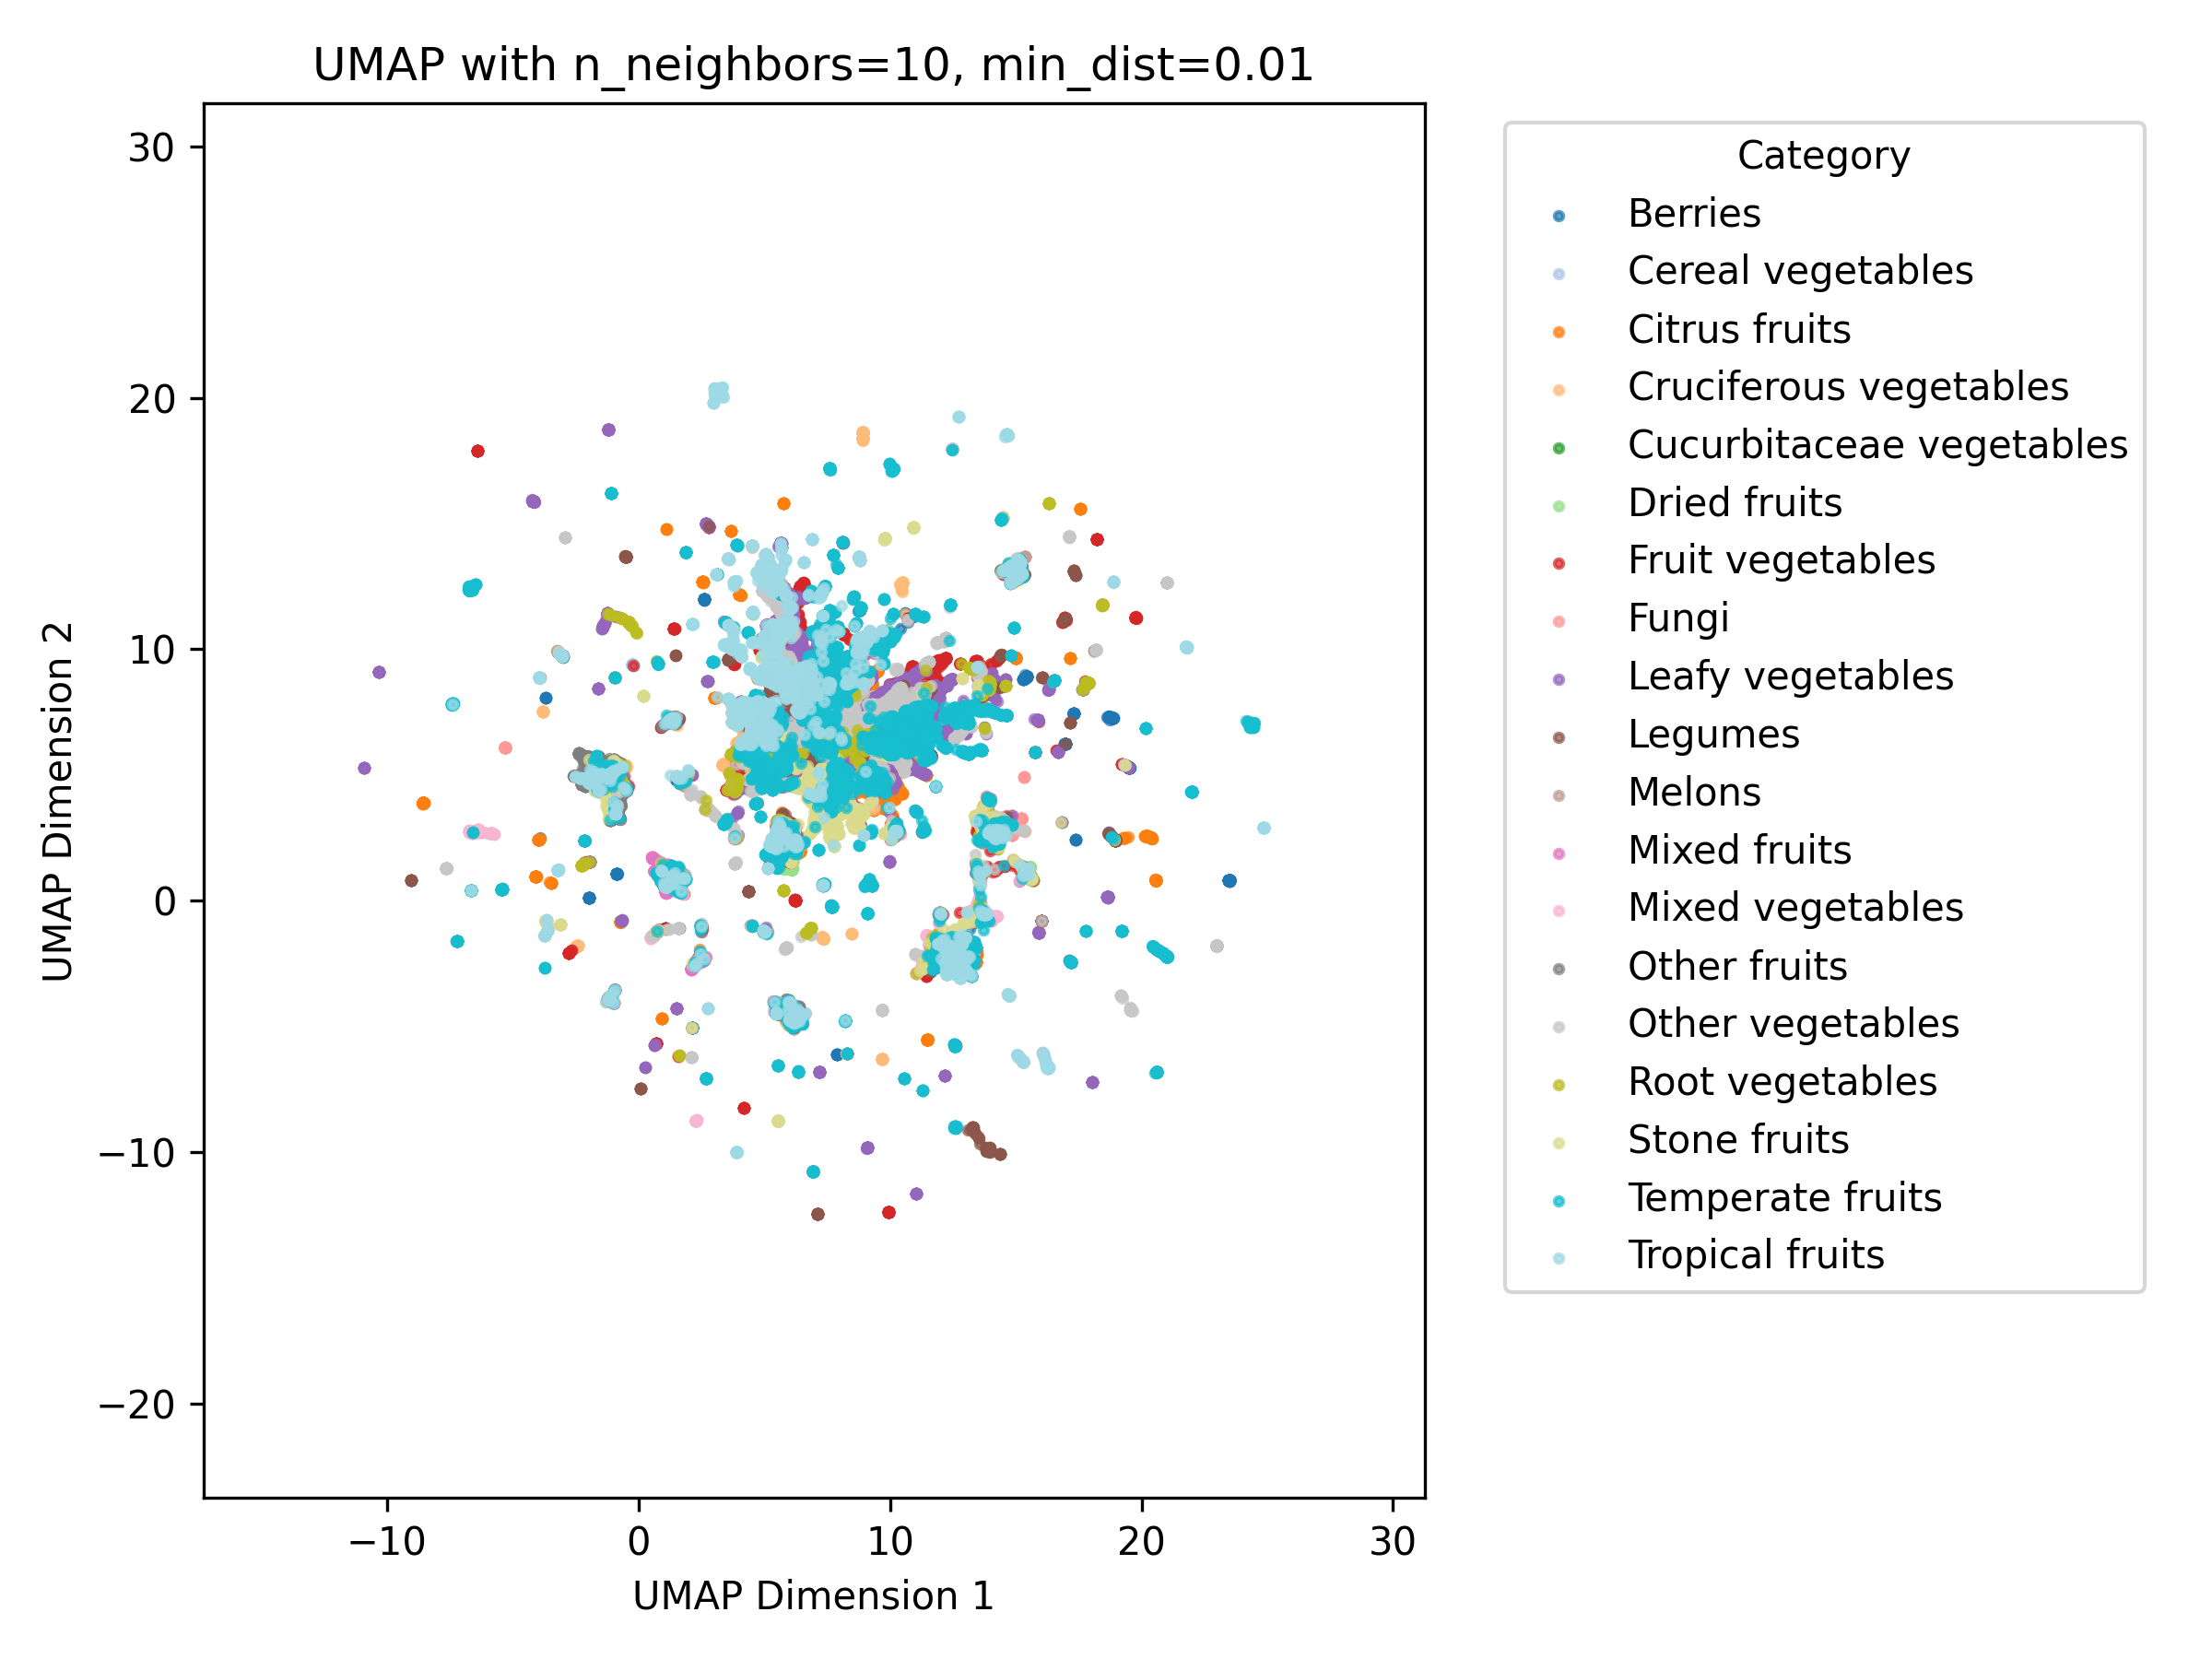 UMAP with n_neighbors=10, min_dist=0.01
UMAP Dimension 2
30
20
10
0
−10
−20
−10
0
10
20
30
UMAP Dimension 1
Category
Berries
Cereal vegetables
Citrus fruits
Cruciferous vegetables
Cucurbitaceae vegetables
Dried fruits
Fruit vegetables
Fungi
Leafy vegetables
Legumes
Melons
Mixed fruits
Mixed vegetables
Other fruits
Other vegetables
Root vegetables
Stone fruits
Temperate fruits
Tropical fruits